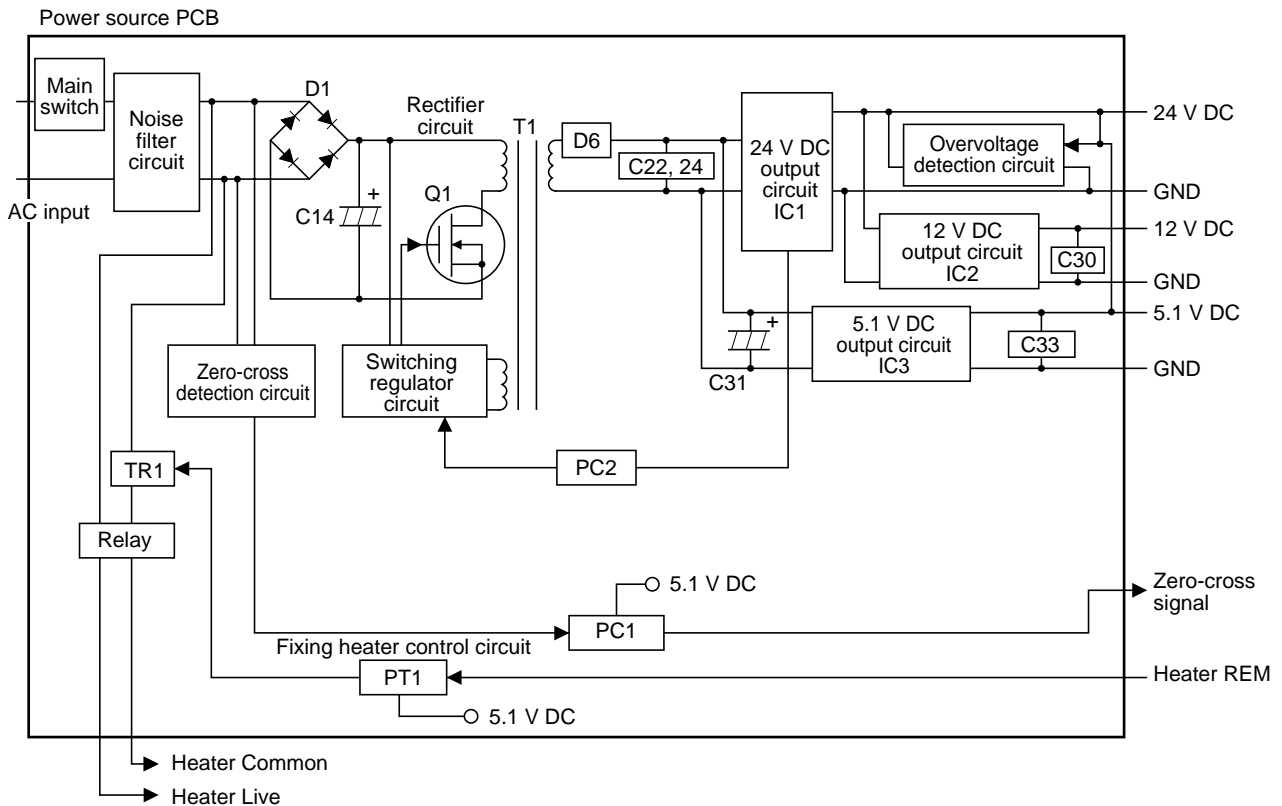 Power source PCB
Main
switch
Noise
filter
circuit
AC input
D1
Rectifier
circuit
T1
C14
+
Q1
D6
C22, 24
24 V DC
output
circuit
IC1
Overvoltage
detection circuit
24 V DC
GND
12 V DC
output circuit
IC2
C30
12 V DC
GND
C31
+
5.1 V DC
output circuit
IC3
C33
5.1 V DC
GND
Zero-cross
detection circuit
Switching
regulator
circuit
PC2
TR1
Relay
5.1 V DC
PC1
Zero-cross
signal
Fixing heater control circuit
PT1
Heater REM
5.1 V DC
Heater Common
Heater Live